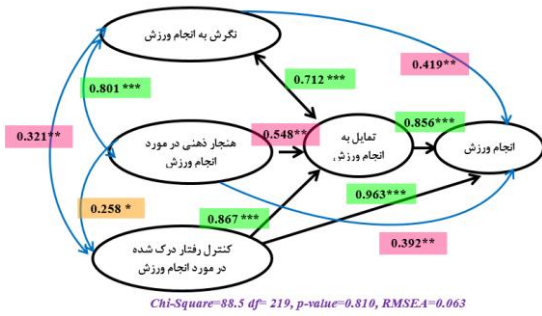 نگرش به انجام ورزش
0.419**
0.801 ***
0.712 ***
0.321**
هنجار ذهنی در مورد
انجام ورزش
0.548**
تمایل به
انجام ورزش
0.856***
انجام ورزش
0.258 *
0.867 ***
0.963***
0.392**
کنترل رفتار درک شده
در مورد انجام ورزش
Chi-Square=88.5 df= 219, p-value=0.810, RMSEA=0.063